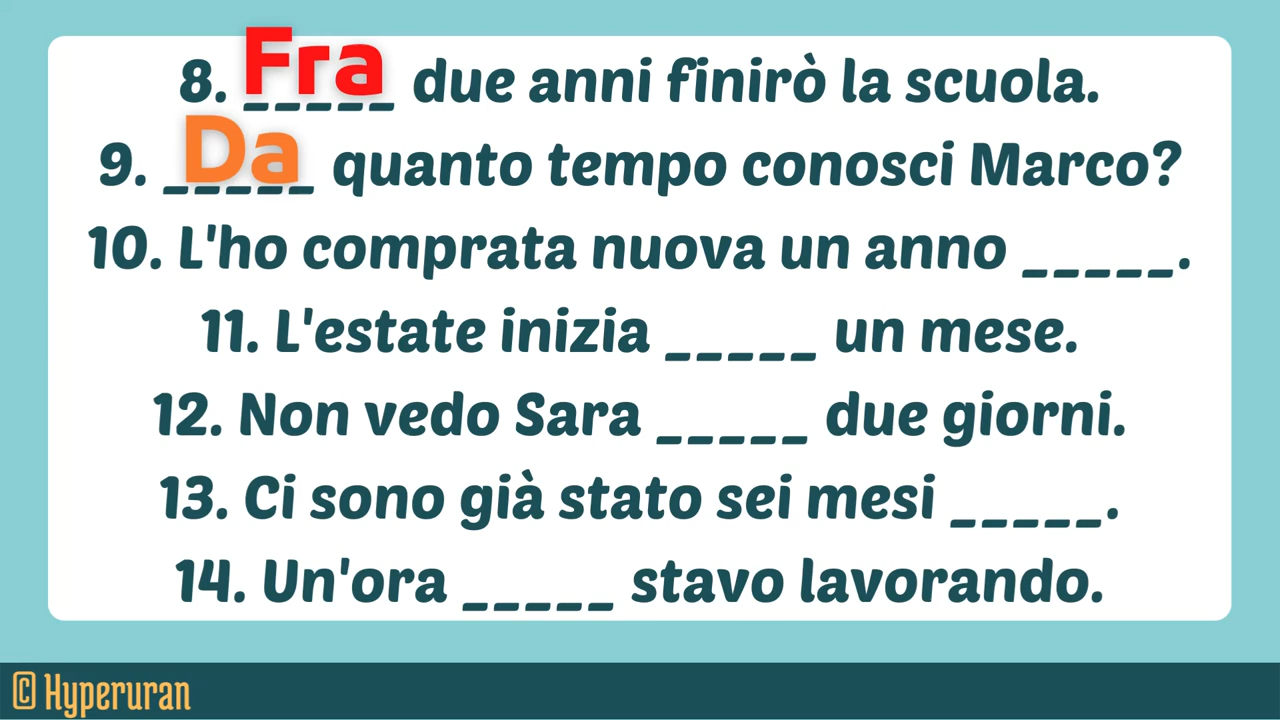 8. Fra due anni finirò la scuola.
9. Da quanto tempo conosci Marco?
10. L'ho comprata nuova un anno _____.
11. L'estate inizia _____ un mese.
12. Non vedo Sara _____ due giorni.
13. Ci sono già stato sei mesi _____.
14. Un'ora _____ stavo lavorando.
© Hyperuran